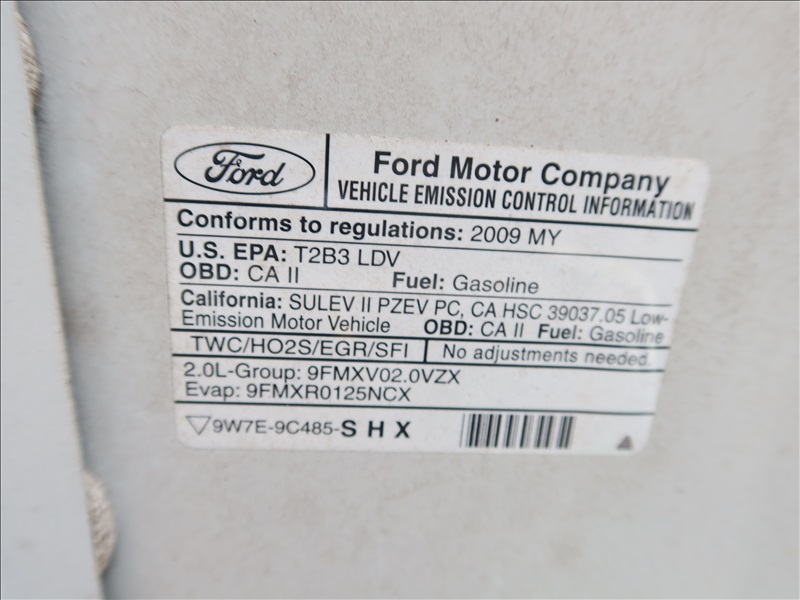 Ford
Ford Motor Company
VEHICLE EMISSION CONTROL INFORMATION
Conforms to regulations: 2009 MY
U.S. EPA: T2B3 LDV
OBD: CA II Fuel: Gasoline
California: SULEV II PZEV PC, CA HSC 39037.05 Low-
Emission Motor Vehicle OBD: CA II Fuel: Gasoline
TWC/HO2S/EGR/SFI No adjustments needed.
2.0L-Group: 9FMXV02.0VZX
Evap: 9FMXR0125NCX
9W7E-9C485-S H X